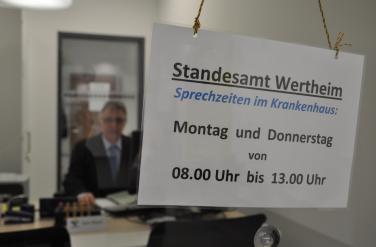 Standesamt Wertheim
Sprechzeiten im Krankenhaus:
Montag und Donnerstag
von
08.00 Uhr bis 13.00 Uhr